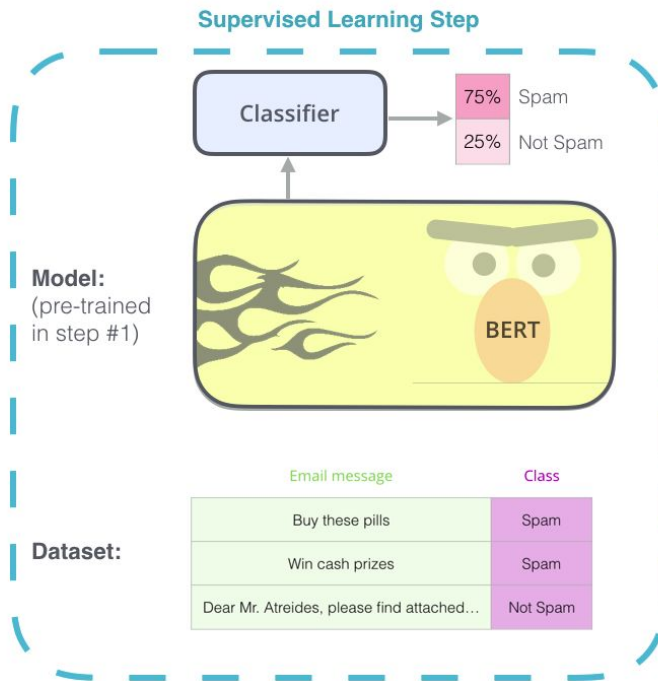 Supervised Learning Step
Classifier
75% Spam
25% Not Spam
Model:
(pre-trained
in step #1)
BERT
Email message Class
Dataset:
Buy these pills Spam
Win cash prizes Spam
Dear Mr. Atreides, please find attached... Not Spam